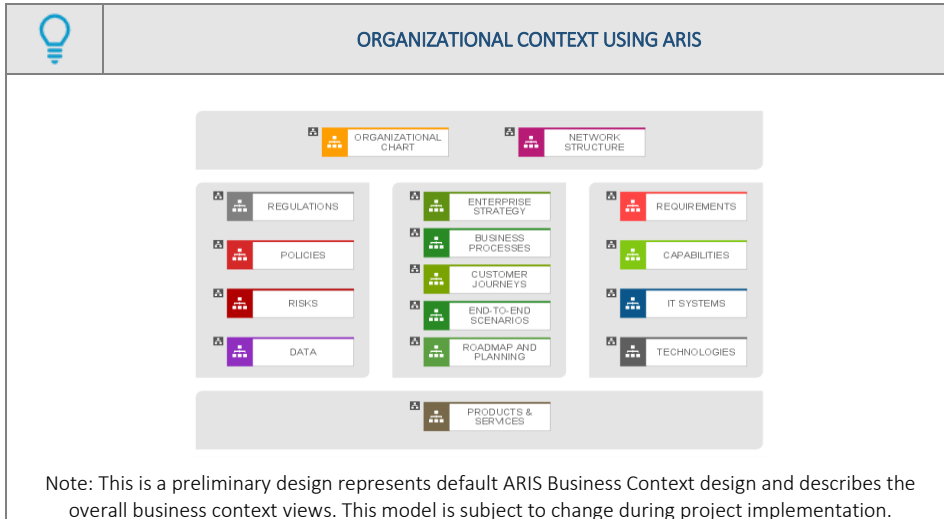 ORGANIZATIONAL CONTEXT USING ARIS
ORGANIZATIONAL
CHART
NETWORK
STRUCTURE
REGULATIONS
POLICIES
RISKS
DATA
ENTERPRISE
STRATEGY
BUSINESS
PROCESSES
CUSTOMER
JOURNEYS
END-TO-END
SCENARIOS
ROADMAP AND
PLANNING
REQUIREMENTS
CAPABILITIES
IT SYSTEMS
TECHNOLOGIES
PRODUCTS &
SERVICES
Note: This is a preliminary design represents default ARIS Business Context design and describes the
overall business context views. This model is subject to change during project implementation.